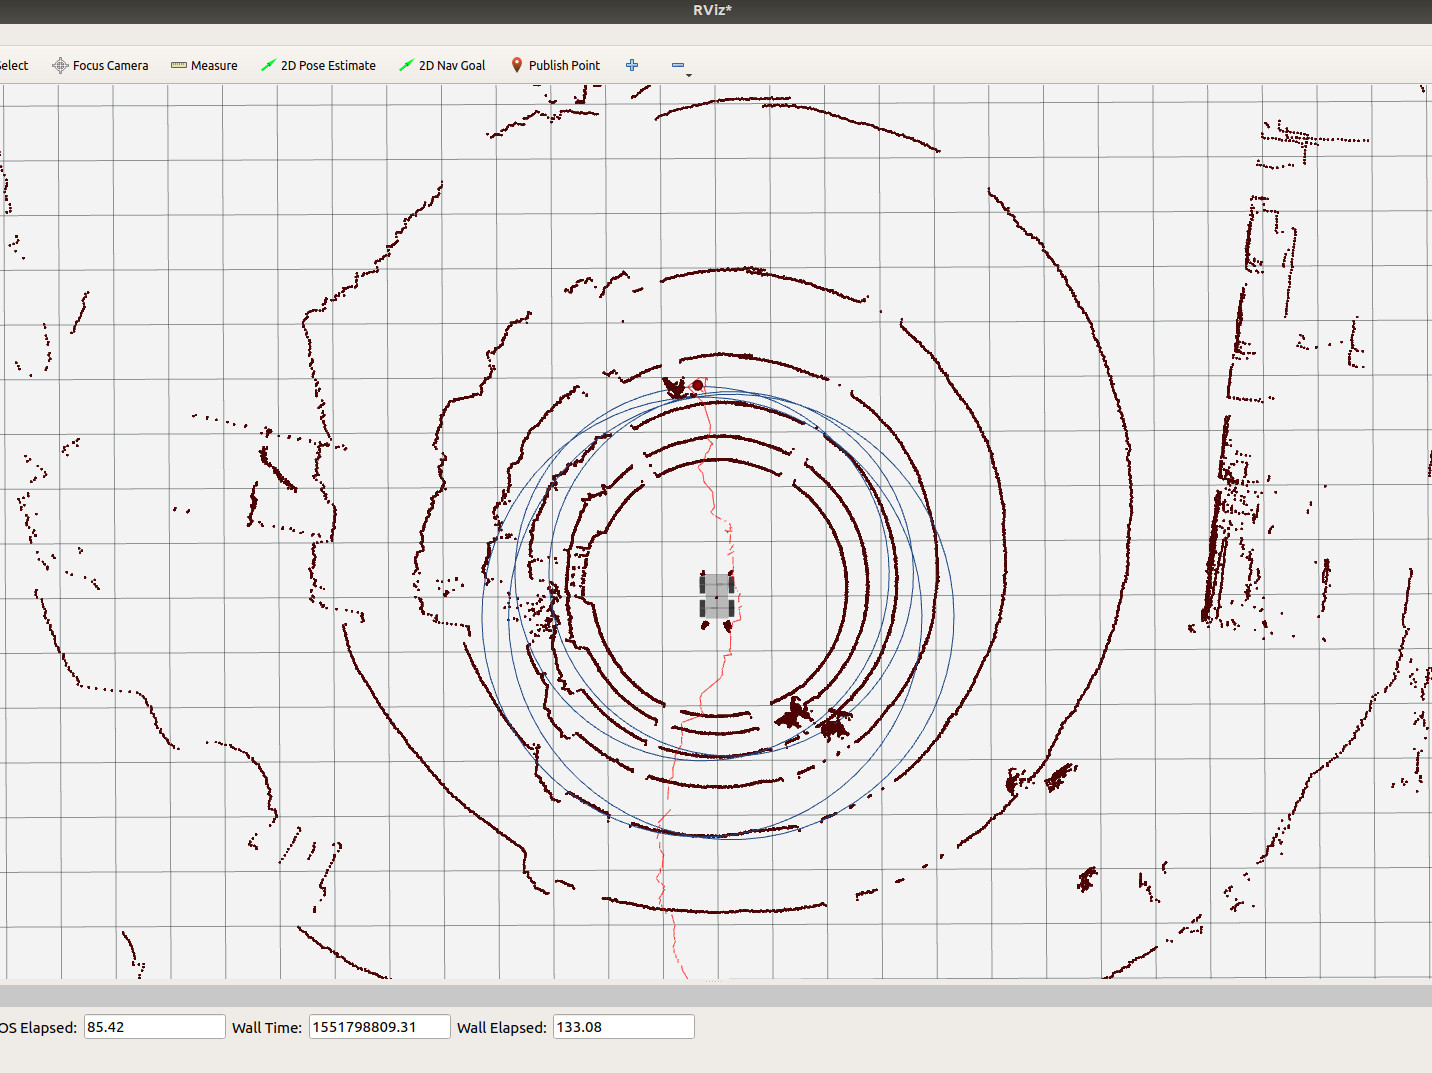 RViz*
Select Focus Camera Measure 2D Pose Estimate 2D Nav Goal Publish Point
OS Elapsed: 85.42 Wall Time: 1551798809.31 Wall Elapsed: 133.08